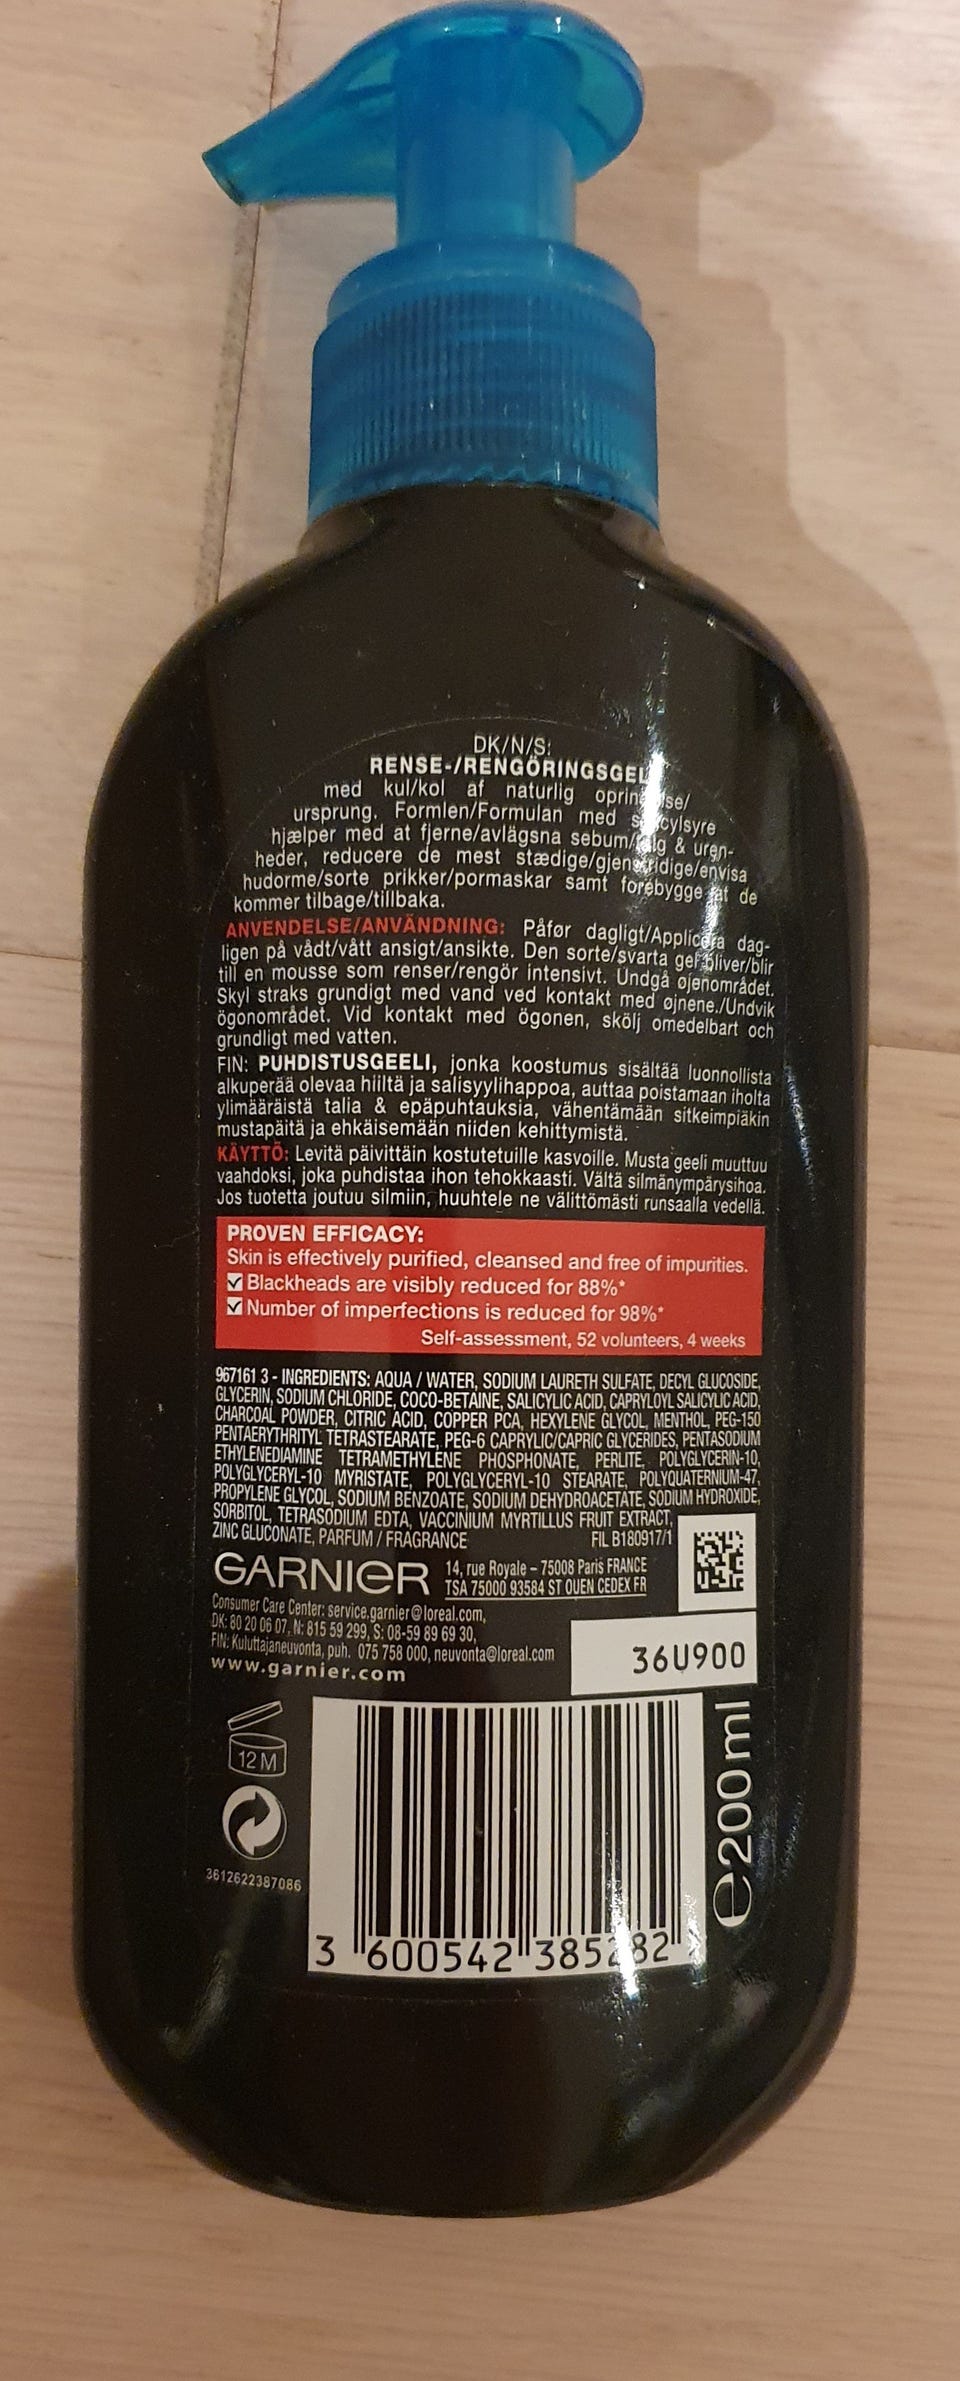 DK/N/S:
RENSE-/RENGÖRINGSGEL
med kul/kol af naturlig
ursprung. Formlen/Formulan med
hjælper med at fjerne/avlägsna sebum/ & uren-
heder, reducere de mest stædige/gjenstridige/envisa
hudorme/sorte prikker/pormaskar samt forebygge at de
kommer tilbage/tillbaka.
ANVENDELSE/ANVÄNDNING: Påfør dagligt/Applicera dag-
ligen på vådt/vått ansigt/ansikte. Den sorte/svarta gel bliver/blir
till en mousse som renser/rengör intensivt. Undgå øjenområdet.
Skyl straks grundigt med vand ved kontakt med øjnene./Undvik
ögonområdet. Vid kontakt med ögonen, skölj omedelbart och
grundligt med vatten.
FIN: PUHDISTUSGEELI, jonka koostumus sisältää luonnollista
alkuperää olevaa hiiltä ja salisyylihappoa, auttaa poistamaan iholta
ylimääräistä talia & epäpuhtauksia, vähentämään sitkeimpiäkin
mustapäitä ja ehkäisemään niiden kehittymistä.
KÄYTTÖ: Levitä päivittäin kostutetuille kasvoille. Musta geeli muuttuu
vaahdoksi, joka puhdistaa ihon tehokkaasti. Vältä silmänympärysihoa.
Jos tuotetta joutuu silmiin, huuhtele ne välittömästi runsaalla vedellä.
PROVEN EFFICACY:
Skin is effectively purified, cleansed and free of impurities.
☑ Blackheads are visibly reduced for 88%*
☑ Number of imperfections is reduced for 98%*
Self-assessment, 52 volunteers, 4 weeks
967161 3 - INGREDIENTS: AQUA / WATER, SODIUM LAURETH SULFATE, DECYL GLUCOSIDE,
GLYCERIN, SODIUM CHLORIDE, COCO-BETAINE, SALICYLIC ACID, CAPRYLOYL SALICYLIC ACID,
CHARCOAL POWDER, CITRIC ACID, COPPER PCA, HEXYLENE GLYCOL, MENTHOL, PEG-150
PENTAERYTHRITYL TETRASTEARATE, PEG-6 CAPRYLIC/CAPRIC GLYCERIDES, PENTASODIUM
ETHYLENEDIAMINE TETRAMETHYLENE PHOSPHONATE, PERLITE, POLYGLYCERIN-10,
POLYGLYCERYL-10 MYRISTATE, POLYGLYCERYL-10 STEARATE, POLYQUATERNIUM-47,
PROPYLENE GLYCOL, SODIUM BENZOATE, SODIUM DEHYDROACETATE, SODIUM HYDROXIDE,
SORBITOL, TETRASODIUM EDTA, VACCINIUM MYRTILLUS FRUIT EXTRACT,
ZINC GLUCONATE, PARFUM / FRAGRANCE FIL B180917/1
GARNIER 14, rue Royale – 75008 Paris FRANCE
TSA 75000 93584 ST OUEN CEDEX FR
Consumer Care Center: service.garnier@loreal.com,
DK: 80 20 06 07, N: 815 59 299, S: 08-59 89 69 30,
FIN: Kuluttajaneuvonta, puh. 075 758 000, neuvonta@loreal.com
www.garnier.com
36U900
12 M
3612622387086
e200ml
3 600542 385282